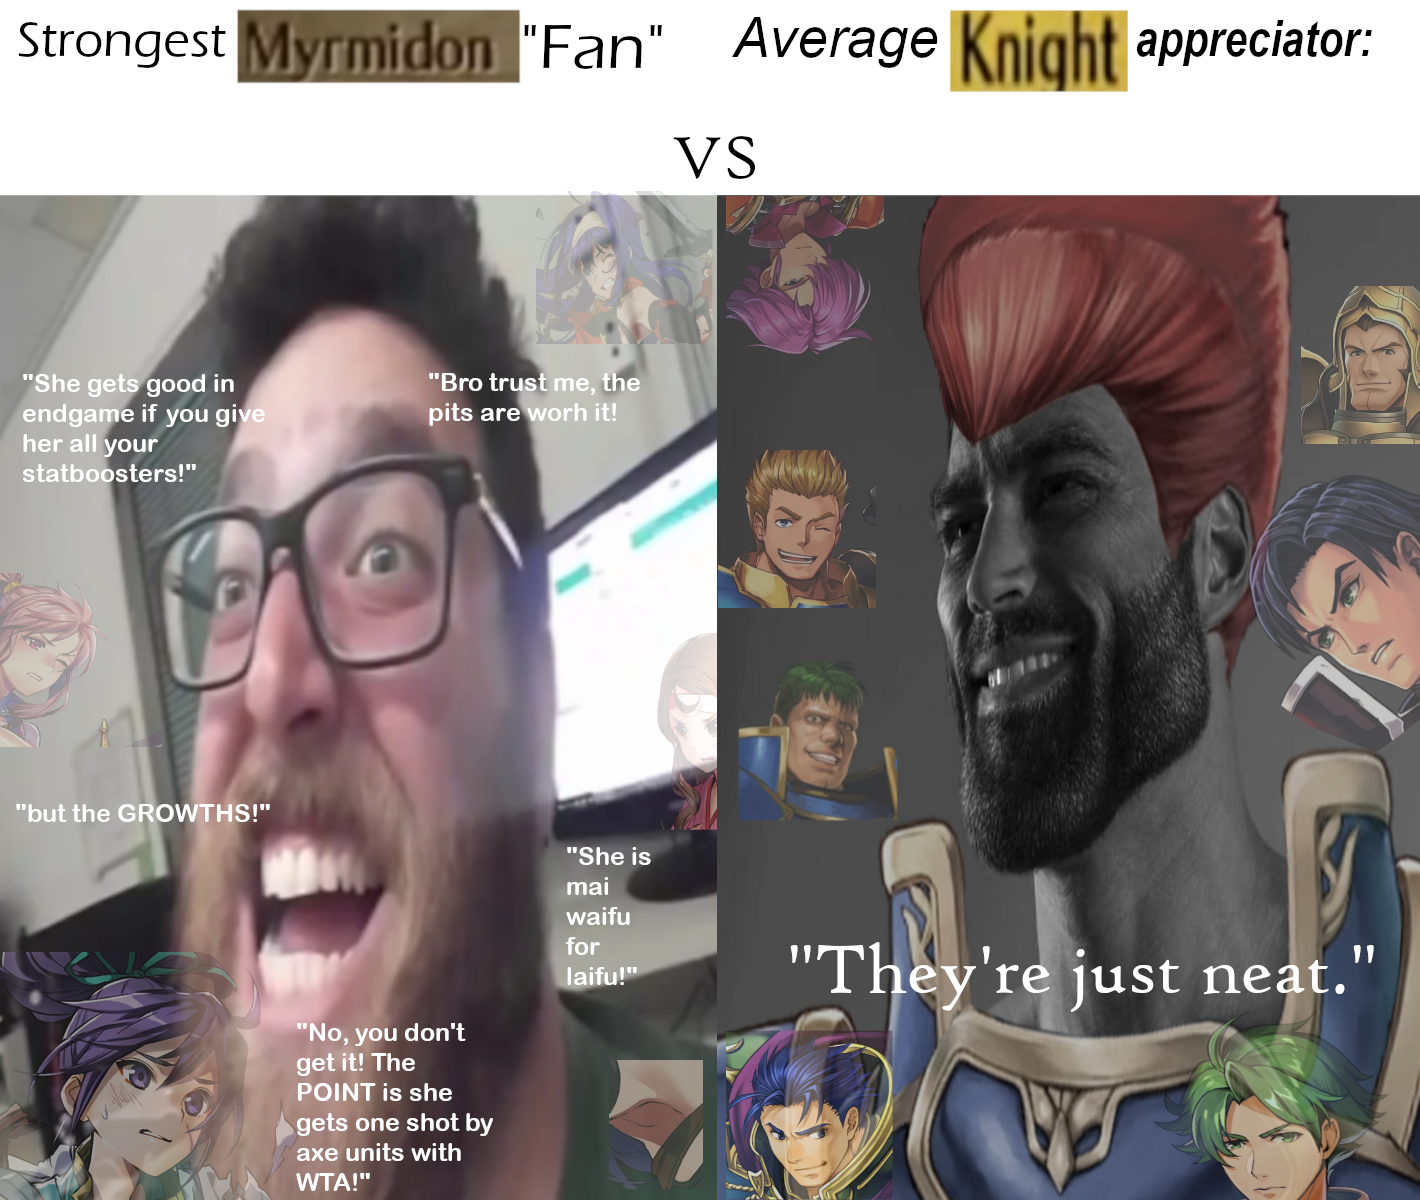 Strongest Myrmidon "Fan"
Average Knight appreciator:
VS
"She gets good in
endgame if you give
her all your
statboosters!"
"Bro trust me, the
pits are worh it!
"but the GROWTHS!"
"She is
mai
waifu
for
laifu!"
"No, you don't
get it! The
POINT is she
gets one shot by
axe units with
WTA!"
"They're just neat."